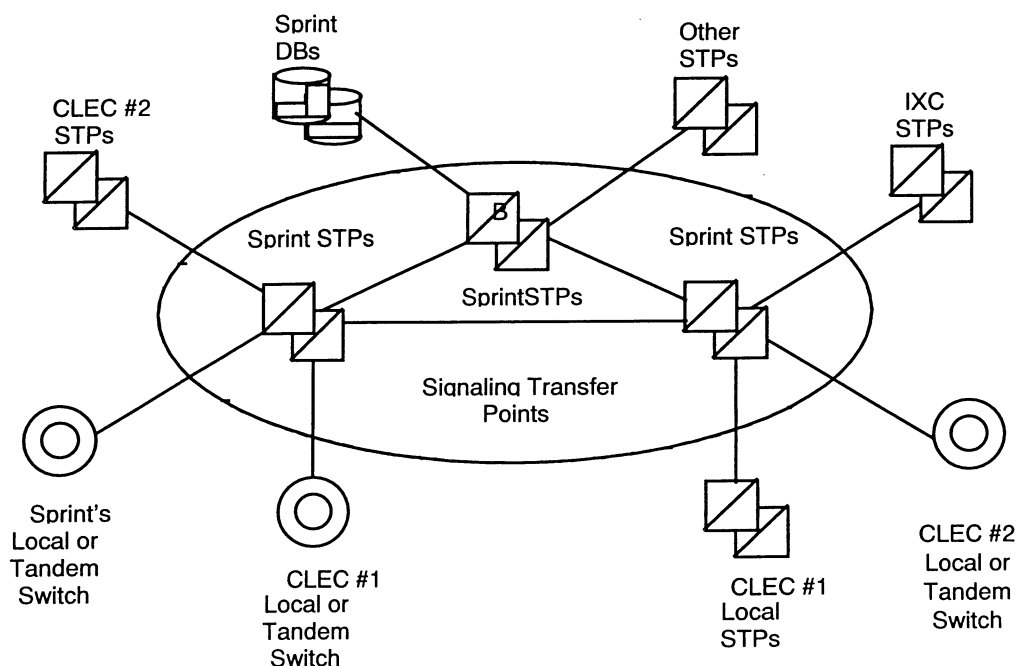 Sprint
DBs
Other
STPs
CLEC #2
STPs
IXC
STPs
B
Sprint STPs
Sprint STPs
SprintSTPs
Signaling Transfer
Points
Sprint's
Local or
Tandem
Switch
CLEC #1
Local or
Tandem
Switch
CLEC #1
Local
STPs
CLEC #2
Local or
Tandem
Switch